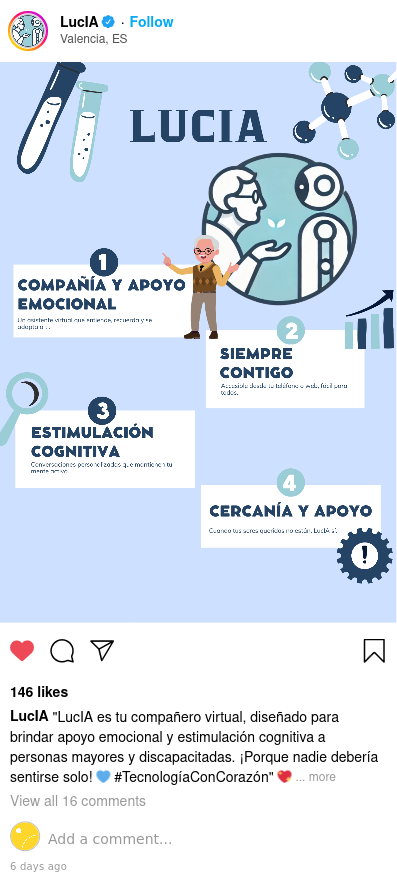 LucIA · Follow
Valencia, ES
LUCIA
1
COMPAÑÍA Y APOYO
EMOCIONAL
Un asistente virtual que entiende, recuerda y se
adapta a ti.
2
SIEMPRE
CONTIGO
Accesible desde tu teléfono o web, fácil para
todos.
3
ESTIMULACIÓN
COGNITIVA
Conversaciones personalizadas que mantienen tu
mente activa.
4
CERCANÍA Y APOYO
Cuando tus seres queridos no están, LucIA sí.
!
146 likes
LucIA "LucIA es tu compañero virtual, diseñado para
brindar apoyo emocional y estimulación cognitiva a
personas mayores y discapacitadas. ¡Porque nadie debería
sentirse solo! 💙 #TecnologíaConCorazón" ❤️ ... more
View all 16 comments
Add a comment...
6 days ago